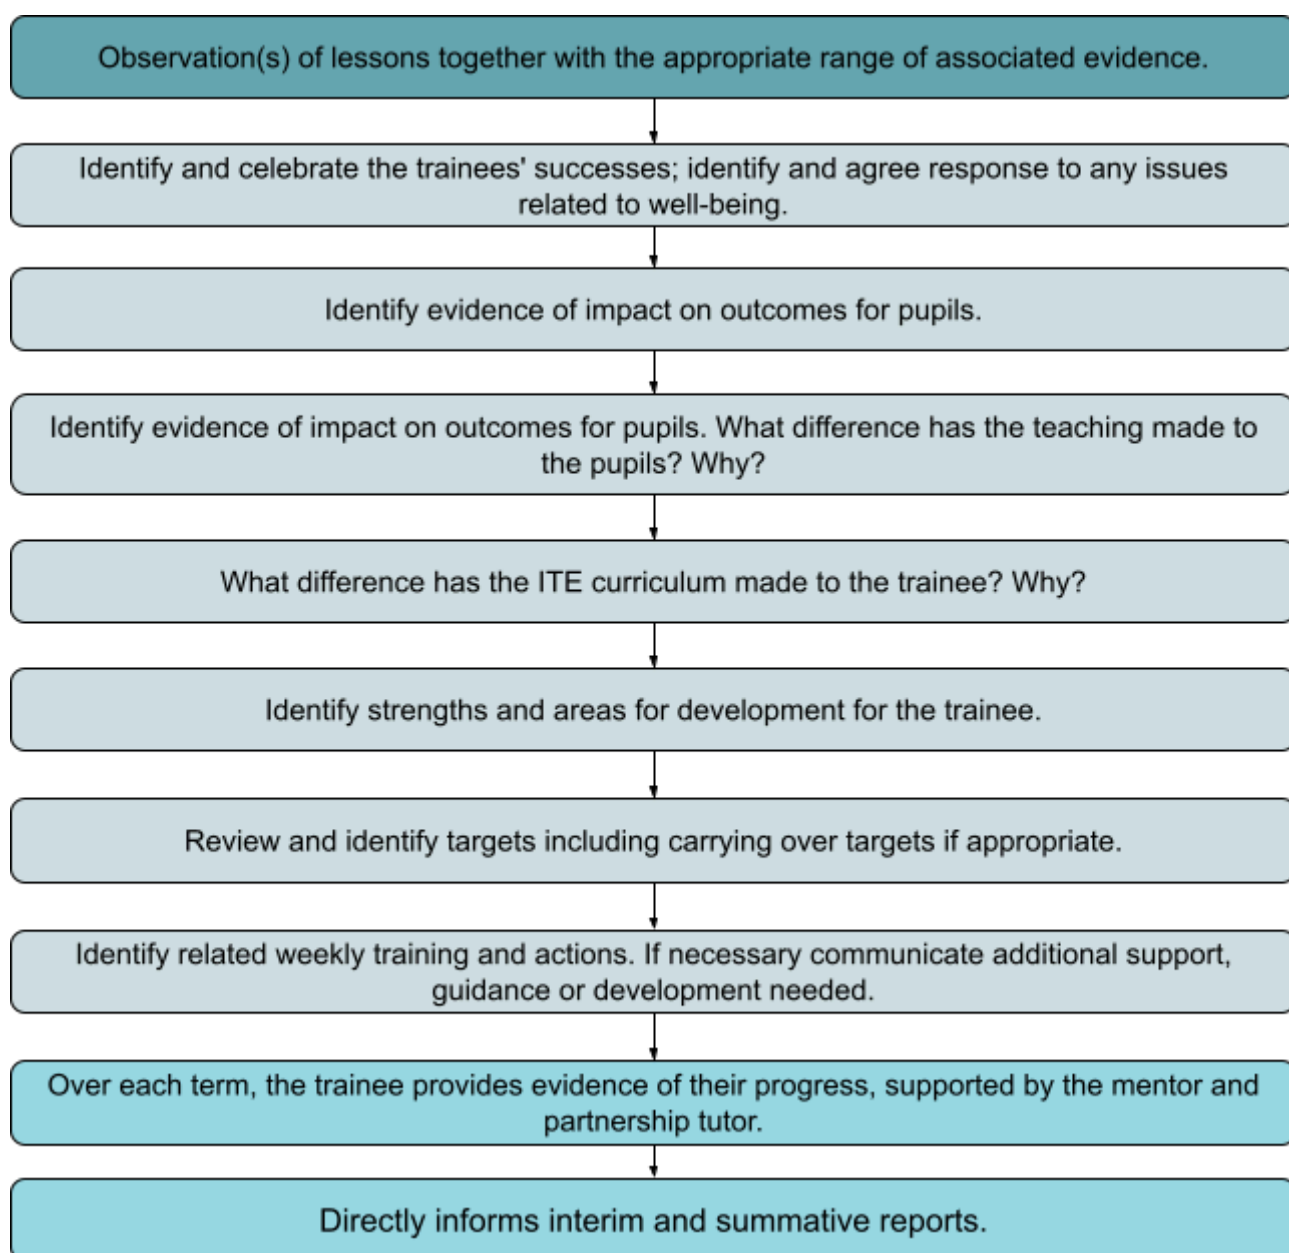 Observation(s) of lessons together with the appropriate range of associated evidence.
Identify and celebrate the trainees' successes; identify and agree response to any issues
related to well-being.
Identify evidence of impact on outcomes for pupils.
Identify evidence of impact on outcomes for pupils. What difference has the teaching made to
the pupils? Why?
What difference has the ITE curriculum made to the trainee? Why?
Identify strengths and areas for development for the trainee.
Review and identify targets including carrying over targets if appropriate.
Identify related weekly training and actions. If necessary communicate additional support,
guidance or development needed.
Over each term, the trainee provides evidence of their progress, supported by the mentor and
partnership tutor.
Directly informs interim and summative reports.